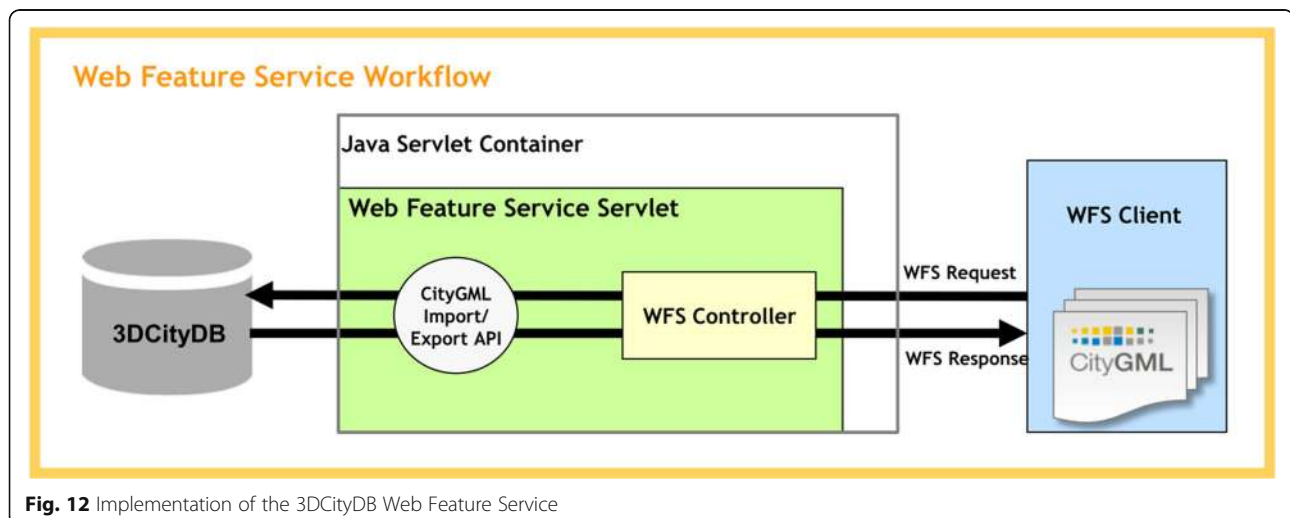 Web Feature Service Workflow
Java Servlet Container
Web Feature Service Servlet
3DCityDB
CityGML
Import/
Export API
WFS Controller
WFS Request
WFS Response
WFS Client
CityGML
Fig. 12 Implementation of the 3DCityDB Web Feature Service